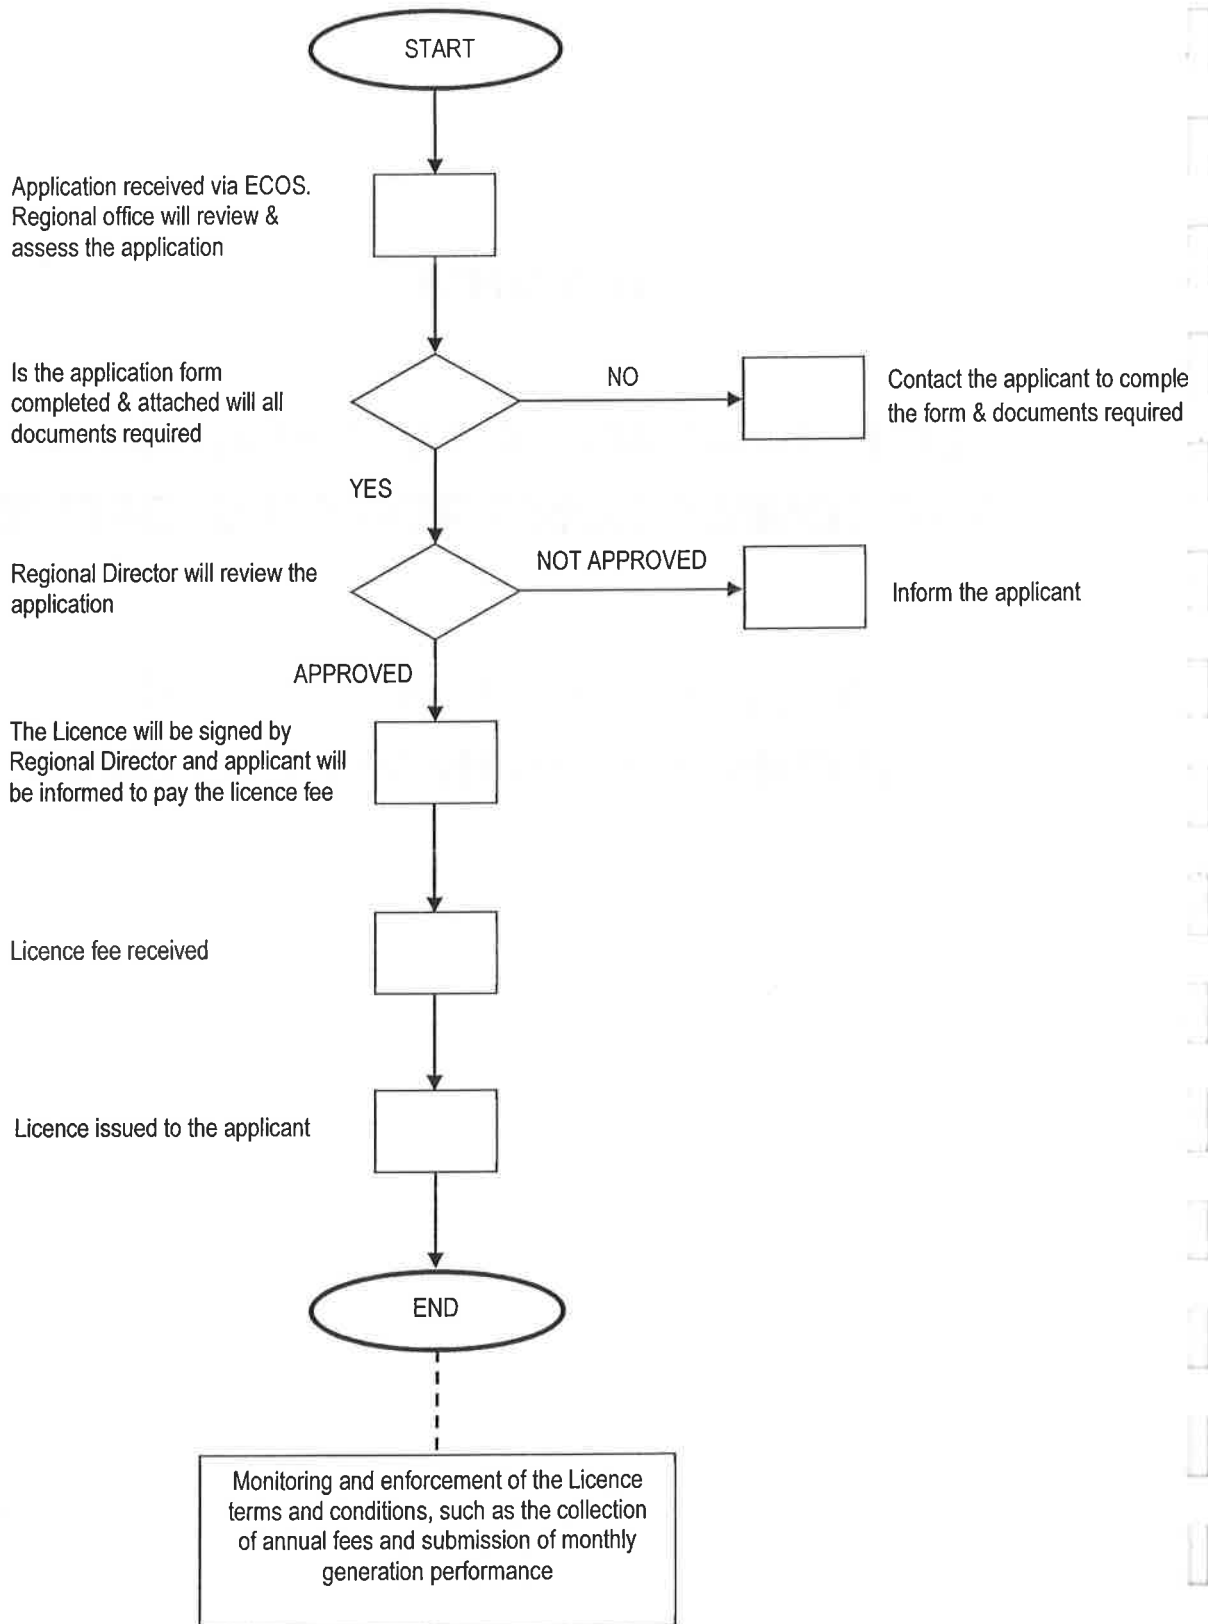 START
Application received via ECOS.
Regional office will review &
assess the application
Is the application form
completed & attached will all
documents required
NO
Contact the applicant to comple
the form & documents required
YES
Regional Director will review the
application
NOT APPROVED
Inform the applicant
APPROVED
The Licence will be signed by
Regional Director and applicant will
be informed to pay the licence fee
Licence fee received
Licence issued to the applicant
END
Monitoring and enforcement of the Licence
terms and conditions, such as the collection
of annual fees and submission of monthly
generation performance